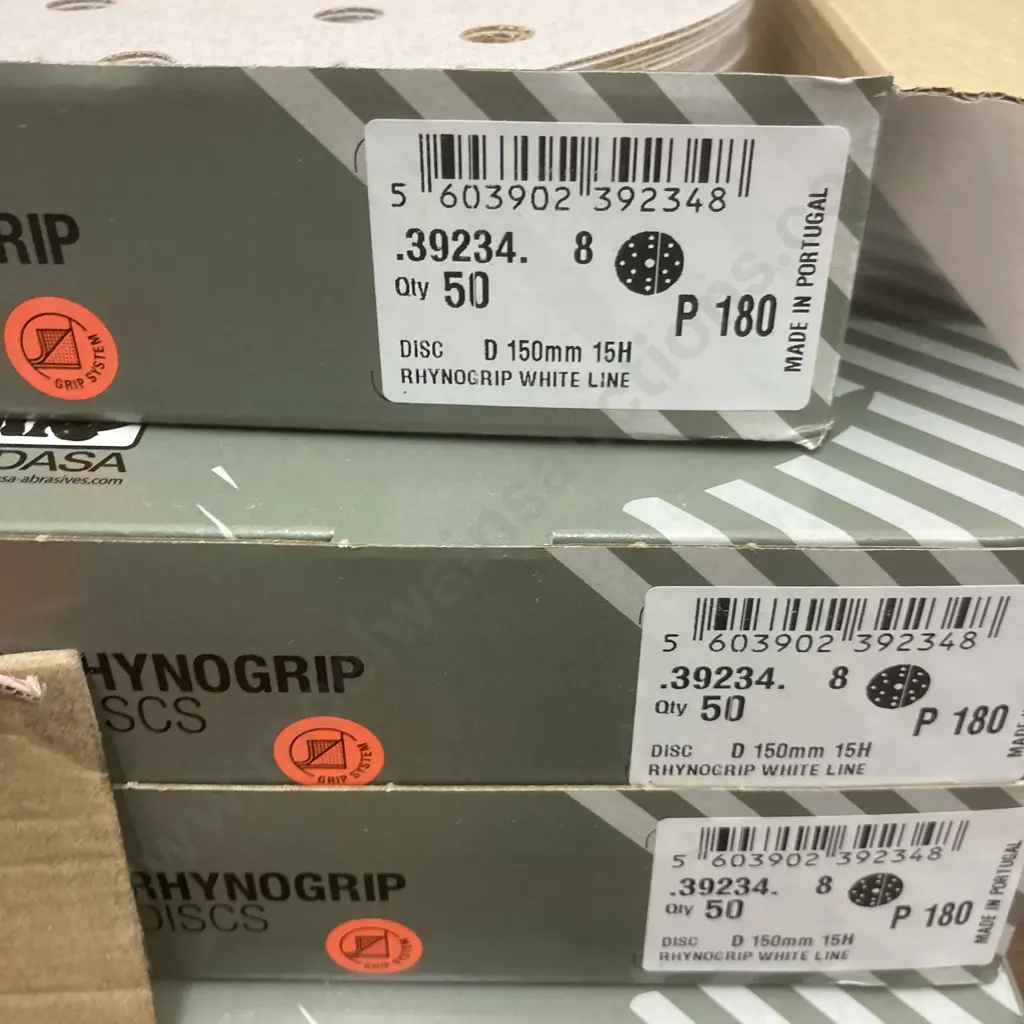 5 603902 392348
.39234. 8
Qty 50
P 180
DISC D 150mm 15H
RHYNOGRIP WHITE LINE
MADE IN PORTUGAL
RIP
GRIP SYSTEM
DASA
sa-abrasives.com
5 603902 392348
.39234. 8
Qty 50
P 180
DISC D 150mm 15H
RHYNOGRIP WHITE LINE
MADE
HYNOGRIP
SCS
GRIP SYSTEM
5 603902 392348
.39234. 8
Qty 50
P 180
DISC D 150mm 15H
RHYNOGRIP WHITE LINE
MADE IN PORTUGAL
RHYNOGRIP
DISCS
GRIP SYSTEM